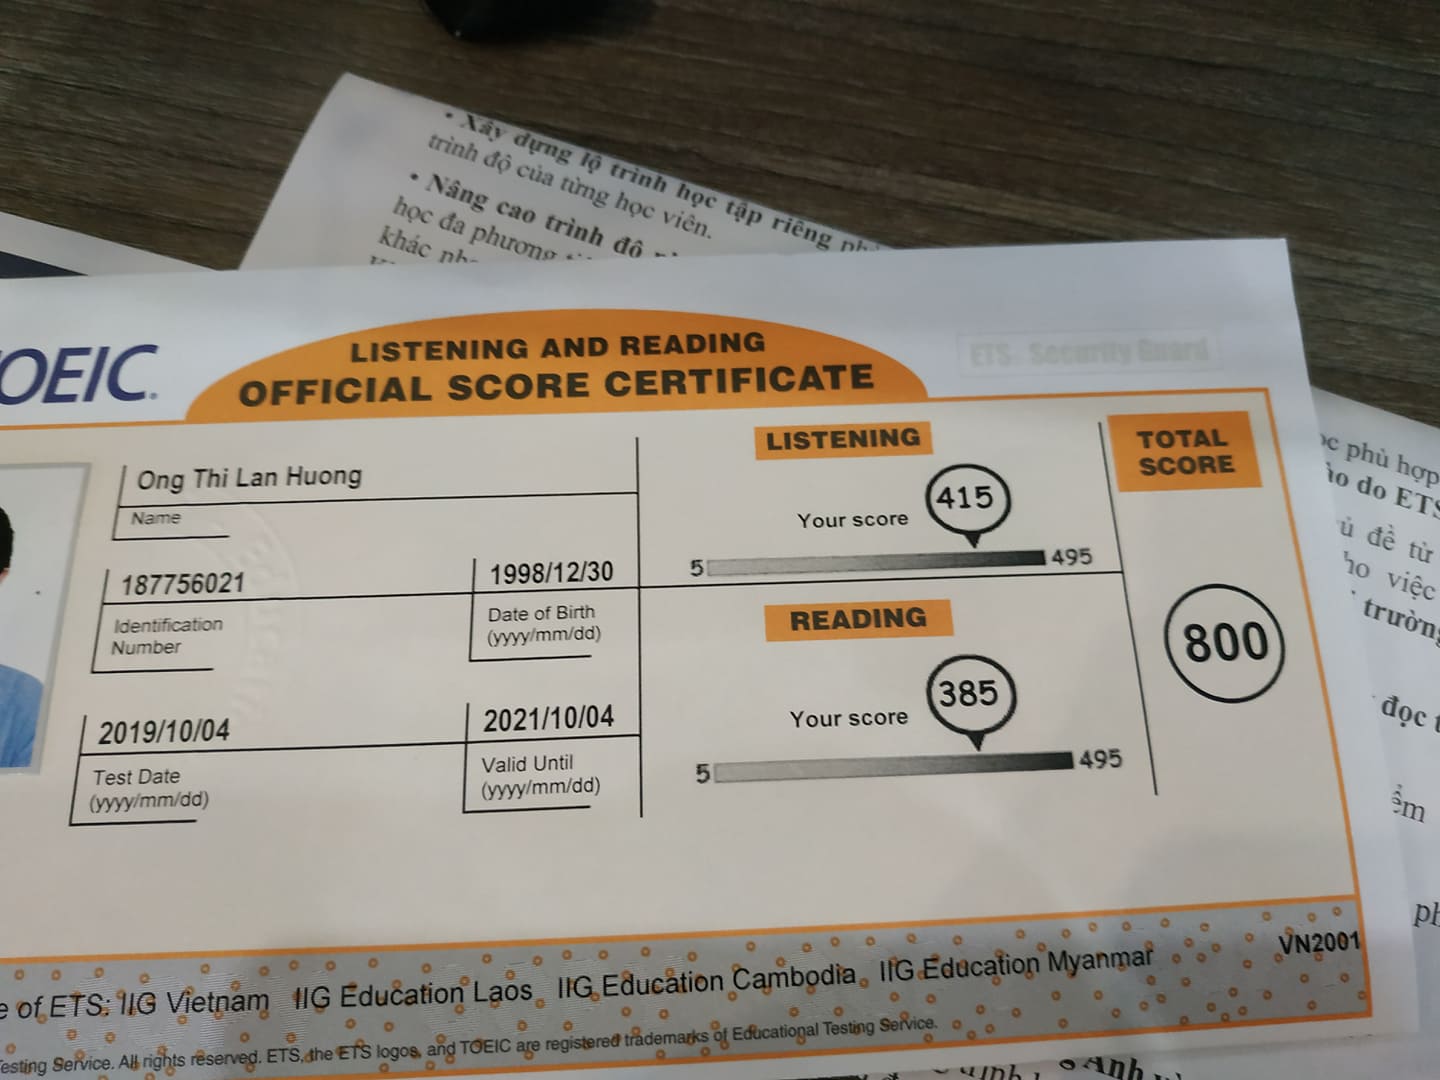 • Xây dựng lộ trình học tập riêng
trình độ của từng học viên.
• Nâng cao trình độ
học đa phương
khác
OEIC.
LISTENING AND READING
OFFICIAL SCORE CERTIFICATE
ETS Security Guard
Ong Thi Lan Huong
Name
187756021
Identification
Number
1998/12/30
Date of Birth
(yyyy/mm/dd)
2019/10/04
Test Date
(yyyy/mm/dd)
2021/10/04
Valid Until
(yyyy/mm/dd)
LISTENING
Your score
415
5
495
READING
Your score
385
5
495
TOTAL
SCORE
800
phù hợp
do ETS
đề từ
việc
trường
đọc
VN2001
e of ETS: IIG Vietnam IIG Education Laos IIG Education Cambodia IIG Education Myanmar
esting Service. All rights reserved. ETS, the ETS logos, and TOEIC are registered trademarks of Educational Testing Service.
Anh